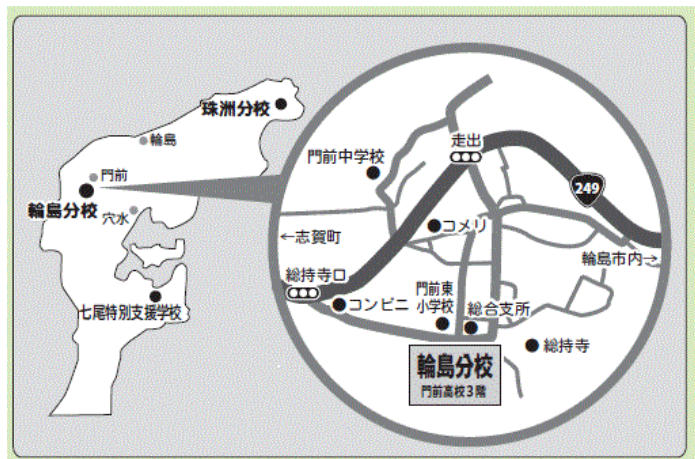 珠洲分校
輪島
門前
輪島分校
穴水
七尾特別支援学校
走出
門前中学校
249
コメリ
←志賀町
輪島市内→
総持寺口
コンビニ
門前東
小学校
総合支所
総持寺
輪島分校
門前高校3階